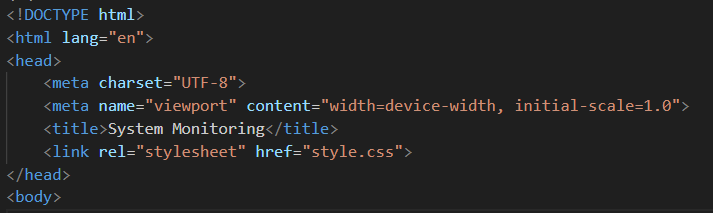 <!DOCTYPE html>
<html lang="en">
<head>
    <meta charset="UTF-8">
    <meta name="viewport" content="width=device-width, initial-scale=1.0">
    <title>System Monitoring</title>
    <link rel="stylesheet" href="style.css">
</head>
<body>